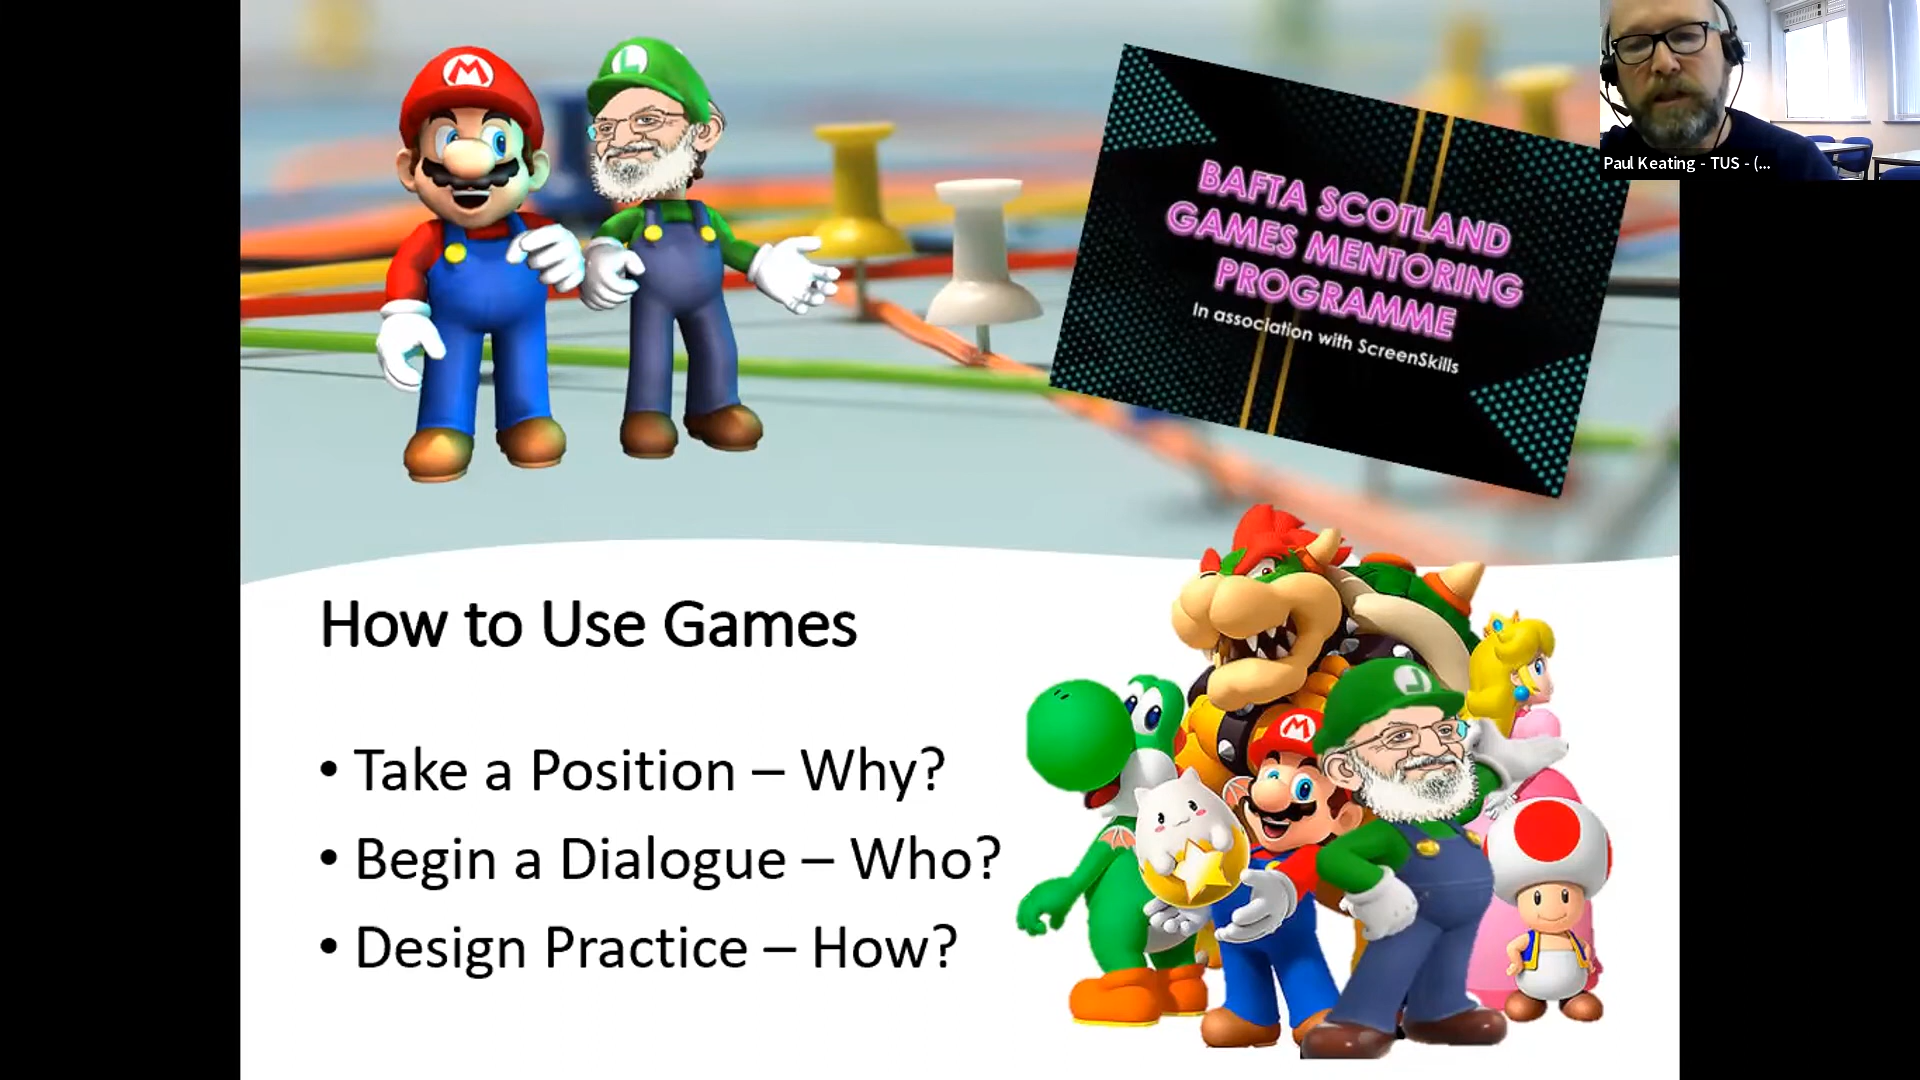 M
L
BAFTA SCOTLAND
GAMES MENTORING
PROGRAMME
In association with ScreenSkills
Paul Keating - TUS - (...
How to Use Games
• Take a Position – Why?
• Begin a Dialogue – Who?
• Design Practice – How?
M